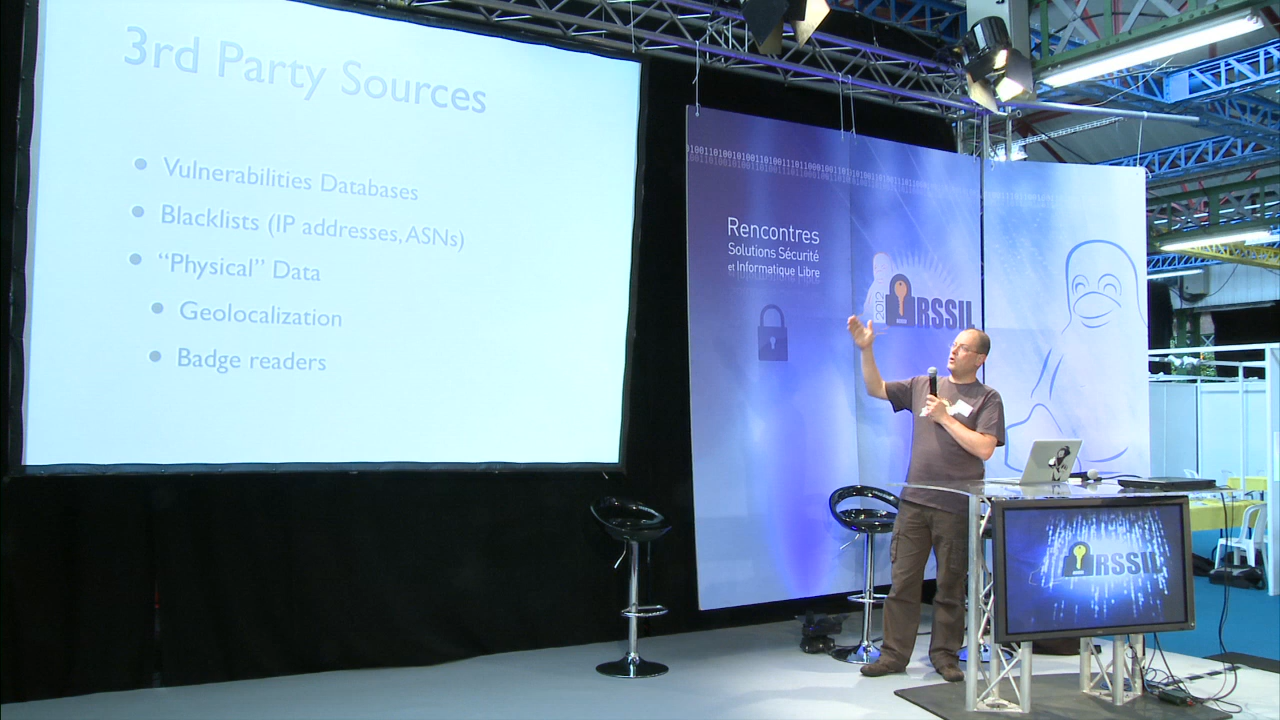 3rd Party Sources
Vulnerabilities Databases
Blacklists (IP addresses, ASNs)
“Physical” Data
Geolocalization
Badge readers
Rencontres
Solutions Sécurité
et Informatique Libre
2012
RSSIL
RSSIL